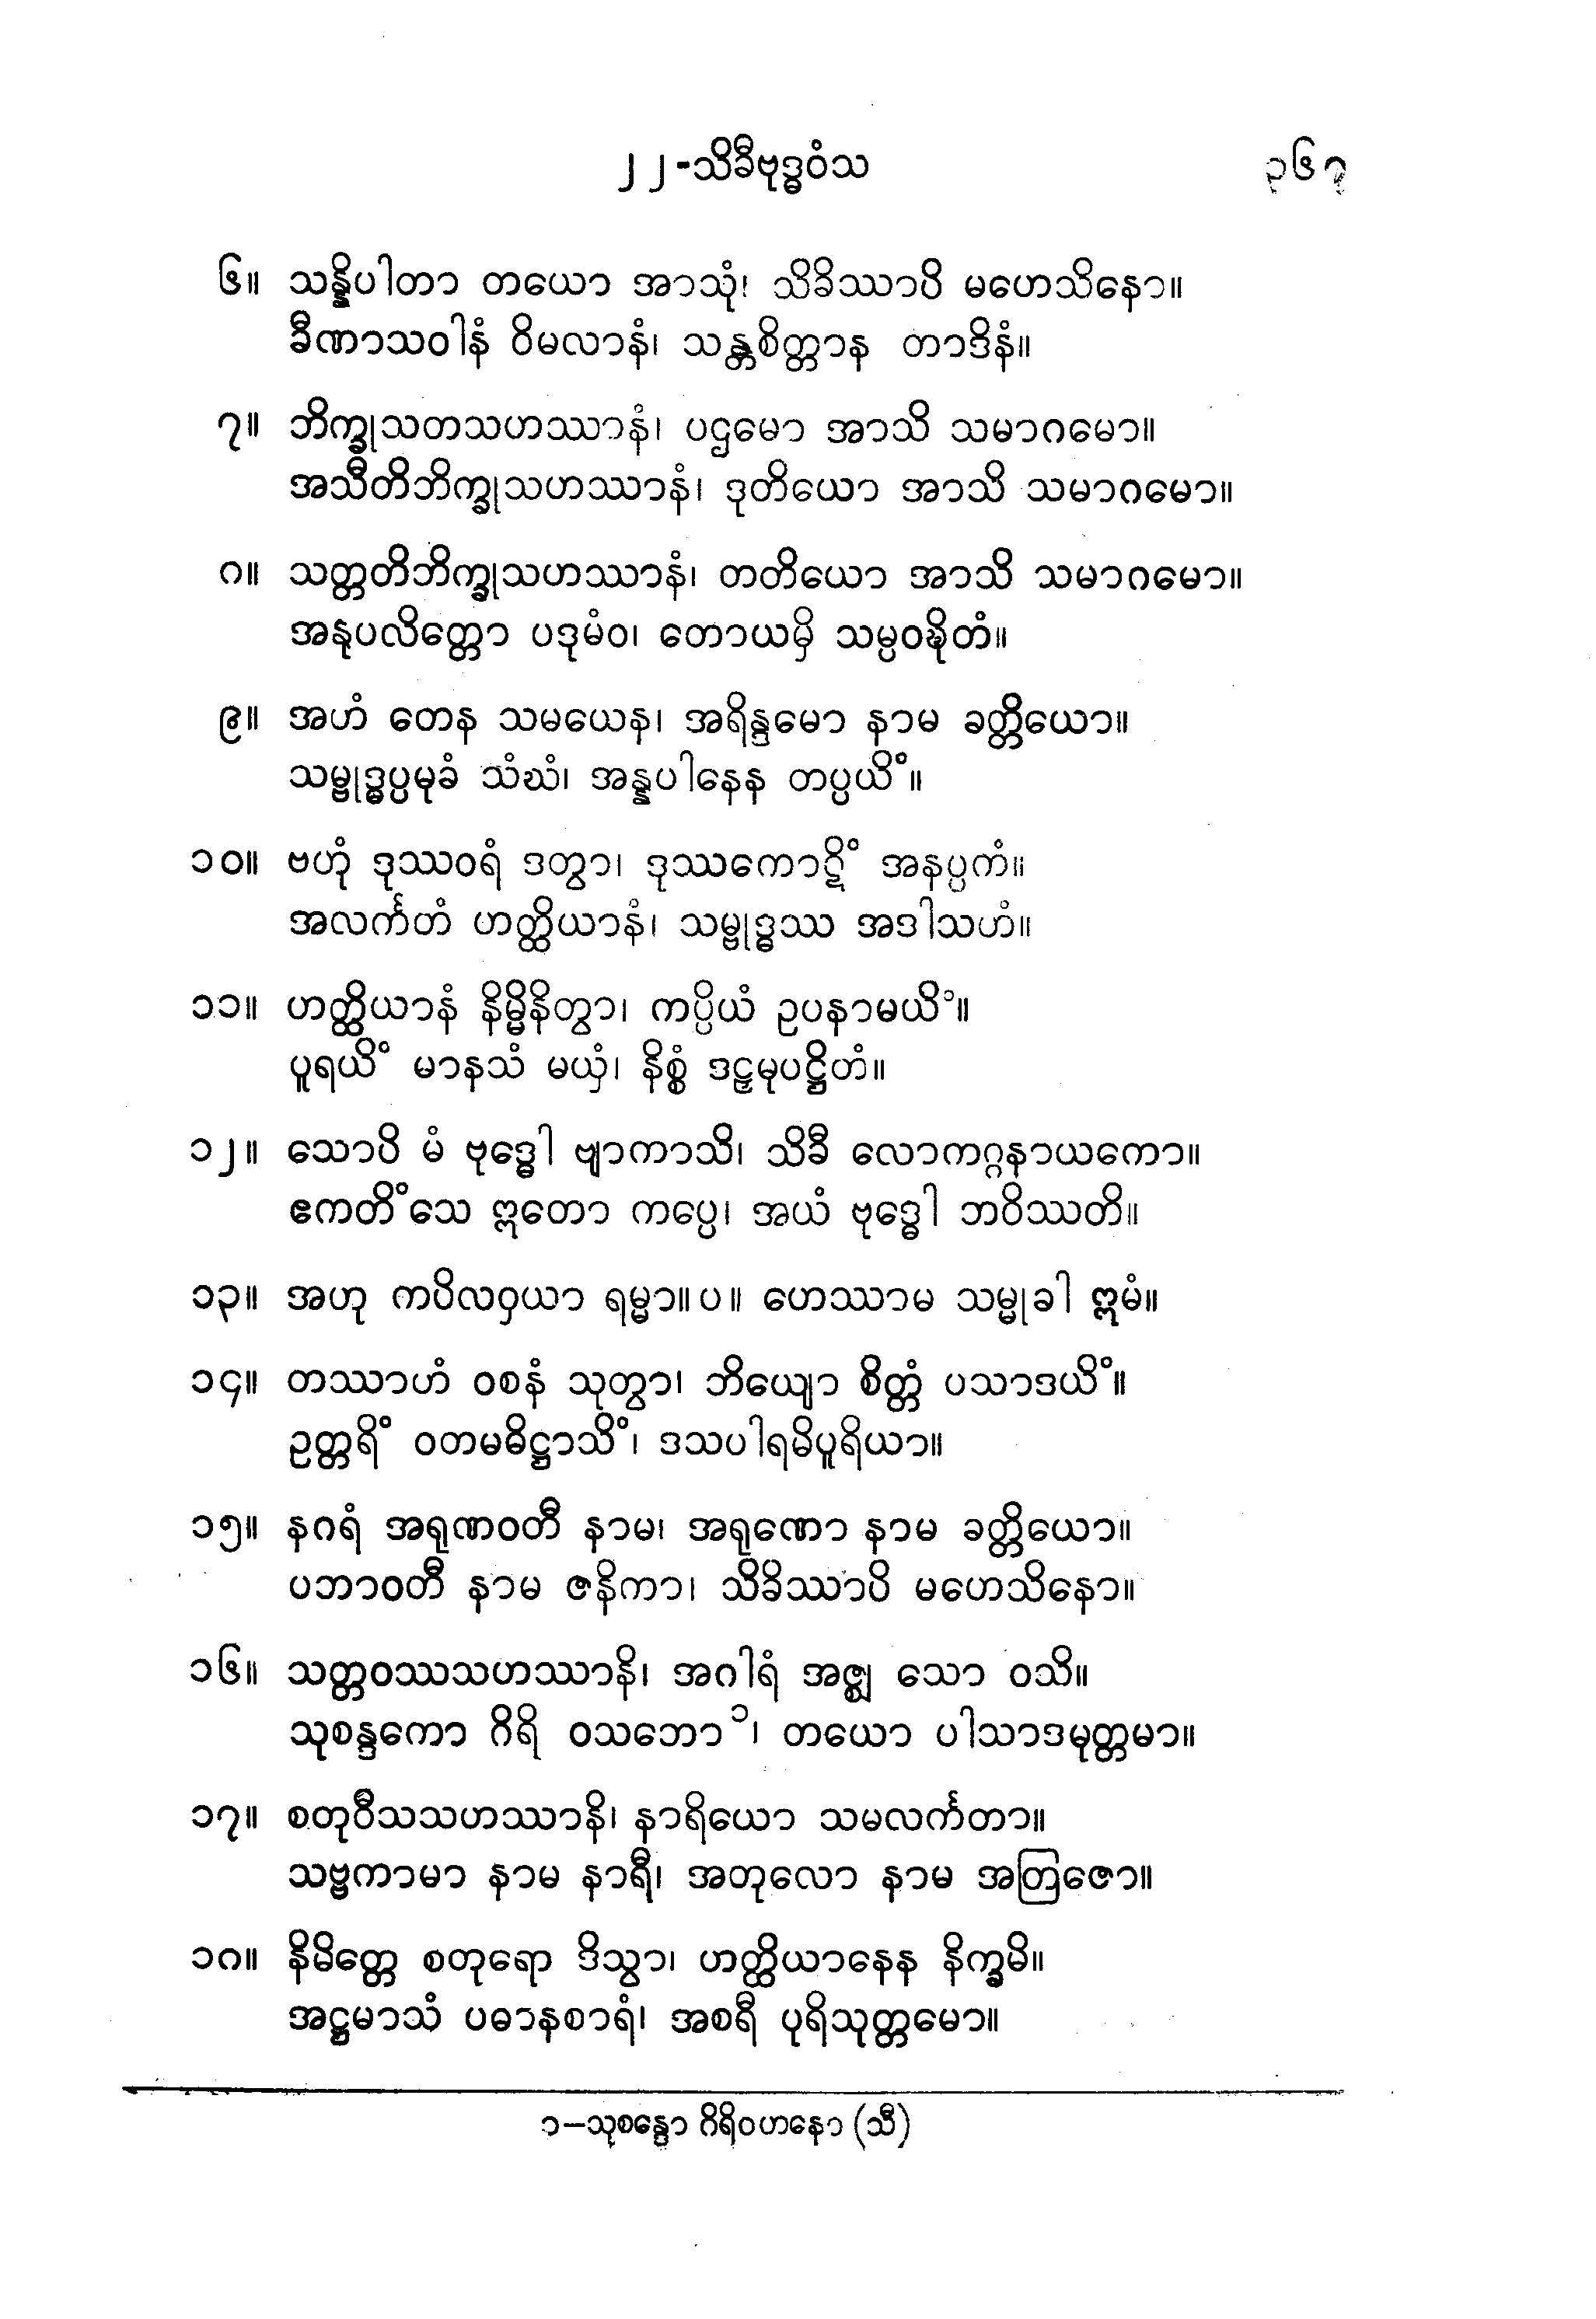 ၂၂-သိခီဗုဒ္ဓဝံသ ၃၆၇
၆။ သန္နိပါတာ တယော အာသုံ၊ သိခိဿာပိ မဟေသိနော။
ခီဏာသဝါနံ ဝိမလာနံ၊ သန္တစိတ္တာန တာဒိနံ။
၇။ ဘိက္ခုသတသဟဿာနံ၊ ပဌမော အာသိ သမာဂမော။
အသီတိဘိက္ခုသဟဿာနံ၊ ဒုတိယော အာသိ သမာဂမော။
၈။ သတ္တတိဘိက္ခုသဟဿာနံ၊ တတိယော အာသိ သမာဂမော။
အနုပလိတ္တော ပဒုမံဝ၊ တောယမှိ သမ္ပဝဍ္ဎိတံ။
၉။ အဟံ တေန သမယေန၊ အရိန္ဒမော နာမ ခတ္တိယော။
သမ္ဗုဒ္ဓပ္ပမုခံ သံဃံ၊ အန္နပါနေန တပ္ပယိံ။
၁၀။ ဗဟုံ ဒုဿဝရံ ဒတွာ၊ ဒုဿကောဋိံ အနပ္ပကံ။
အလင်္ကတံ ဟတ္ထိယာနံ၊ သမ္ဗုဒ္ဓဿ အဒါသဟံ။
၁၁။ ဟတ္ထိယာနံ နိမ္မိနိတွာ၊ ကပ္ပိယံ ဥပနာမယိံ။
ပူရယိံ မာနသံ မယှံ၊ နိစ္စံ ဒဠှမုပဋ္ဌိတံ။
၁၂။ သောပိ မံ ဗုဒ္ဓေါ ဗျာကာသိ၊ သိခီ လောကဂ္ဂနာယကော။
ဧကတိံသေ ဣတော ကပ္ပေ၊ အယံ ဗုဒ္ဓေါ ဘဝိဿတိ။
၁၃။ အဟု ကပိလဝှယာ ရမ္မာ။ ပ။ ဟေဿာမ သမ္မုခါ ဣမံ။
၁၄။ တဿာဟံ ဝစနံ သုတွာ၊ ဘိယျော စိတ္တံ ပသာဒယိံ။
ဥတ္တရိံ ဝတမဓိဋ္ဌာသိံ၊ ဒသပါရမိပူရိယာ။
၁၅။ နဂရံ အရုဏဝတီ နာမ၊ အရုဏော နာမ ခတ္တိယော။
ပဘာဝတီ နာမ ဇနိကာ၊ သိခိဿာပိ မဟေသိနော။
၁၆။ သတ္တဝဿသဟဿာနိ၊ အဂါရံ အဇ္ဈ သော ဝသိ။
သုစန္ဒကော ဂိရိ ဝသဘော ၁၊ တယော ပါသာဒမုတ္တမာ။
၁၇။ စတုဝီသသဟဿာနိ၊ နာရိယော သမလင်္ကတာ။
သဗ္ဗကာမာ နာမ နာရီ၊ အတုလော နာမ အတြဇော။
၁၈။ နိမိတ္တေ စတုရော ဒိသွာ၊ ဟတ္ထိယာနေန နိက္ခမိ။
အဋ္ဌမာသံ ပဓာနစာရံ၊ အစရီ ပုရိသုတ္တမော။
၁—သုစန္ဒော ဂိရိဝဟနော (သီ)